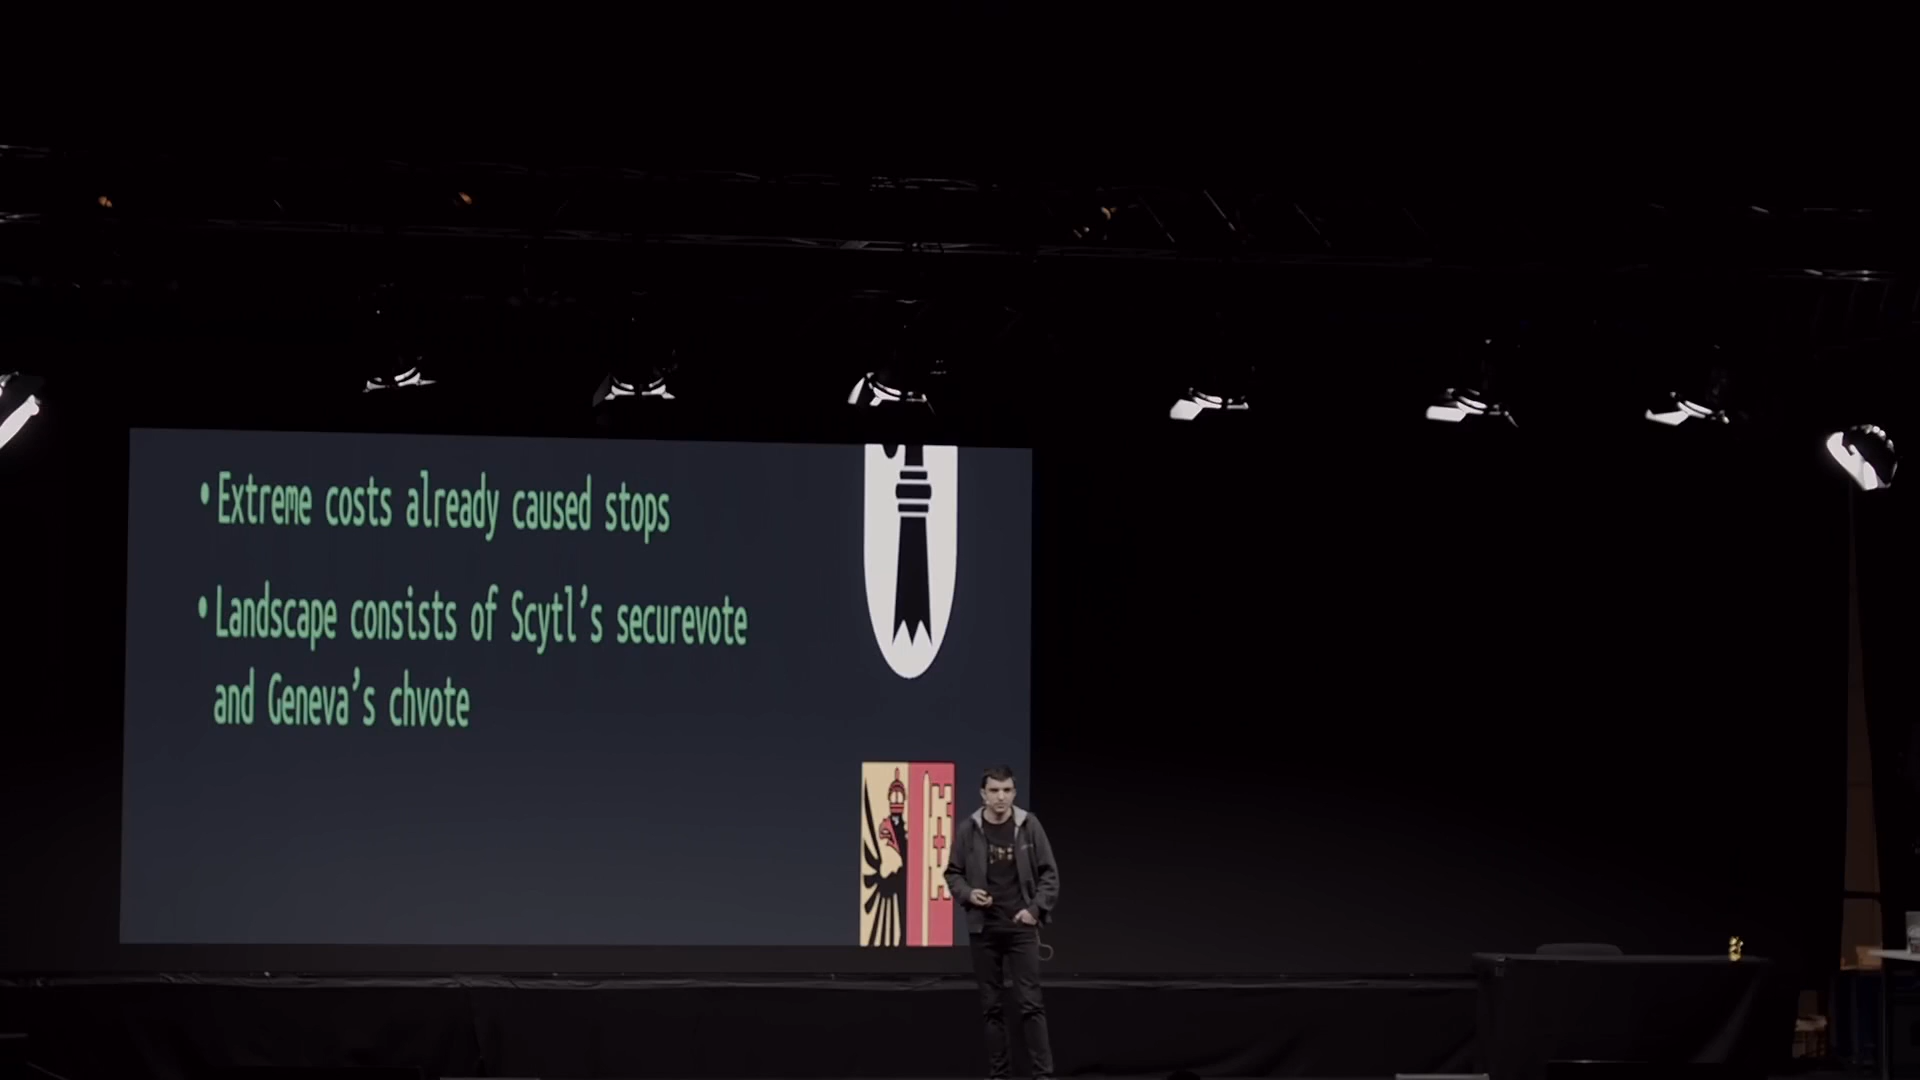 • Extreme costs already caused stops
• Landscape consists of Scytl's securevote
and Geneva's chvote